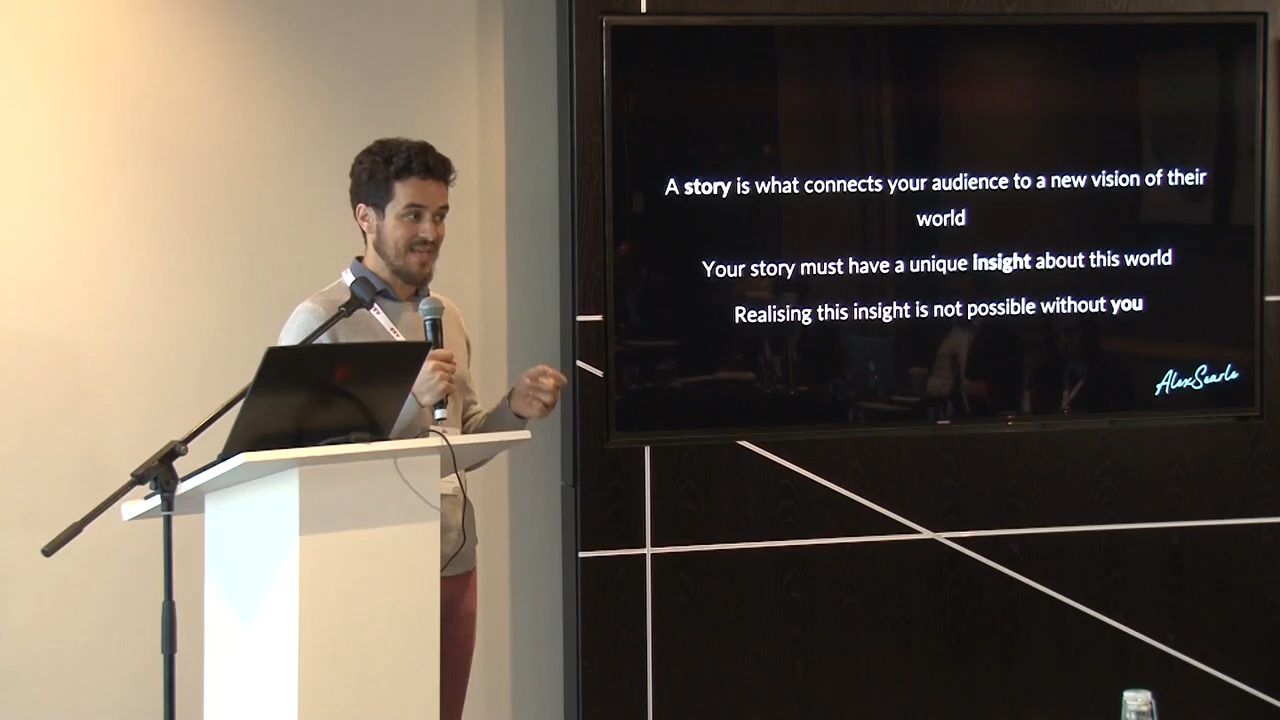 A story is what connects your audience to a new vision of their
world
Your story must have a unique insight about this world
Realising this insight is not possible without you
AlexSearle